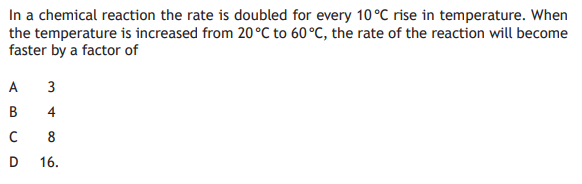 In a chemical reaction the rate is doubled for every 10 °C rise in temperature. When
the temperature is increased from 20 °C to 60 °C, the rate of the reaction will become
faster by a factor of
A 3
B 4
C 8
D 16.